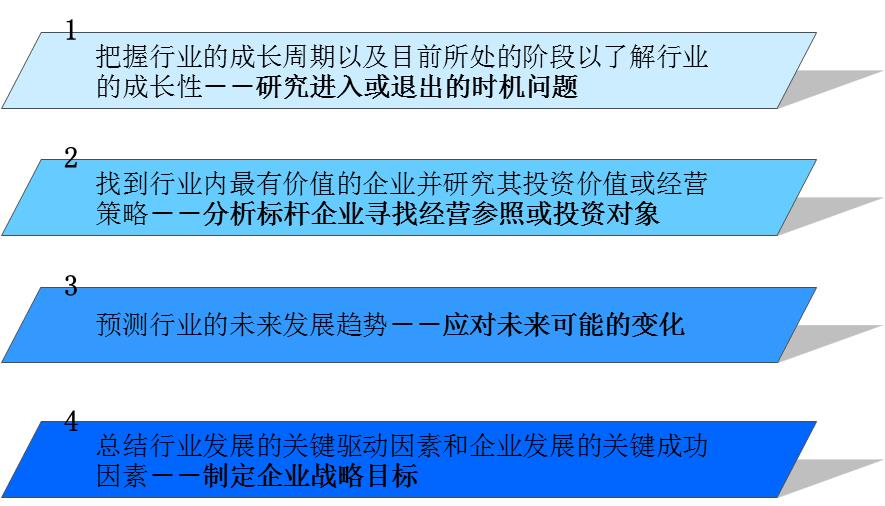 1
把握行业的成长周期以及目前所处的阶段以了解行业
的成长性－－研究进入或退出的时机问题
2
找到行业内最有价值的企业并研究其投资价值或经营
策略－－分析标杆企业寻找经营参照或投资对象
3
预测行业的未来发展趋势－－应对未来可能的变化
4
总结行业发展的关键驱动因素和企业发展的关键成功
因素－－制定企业战略目标